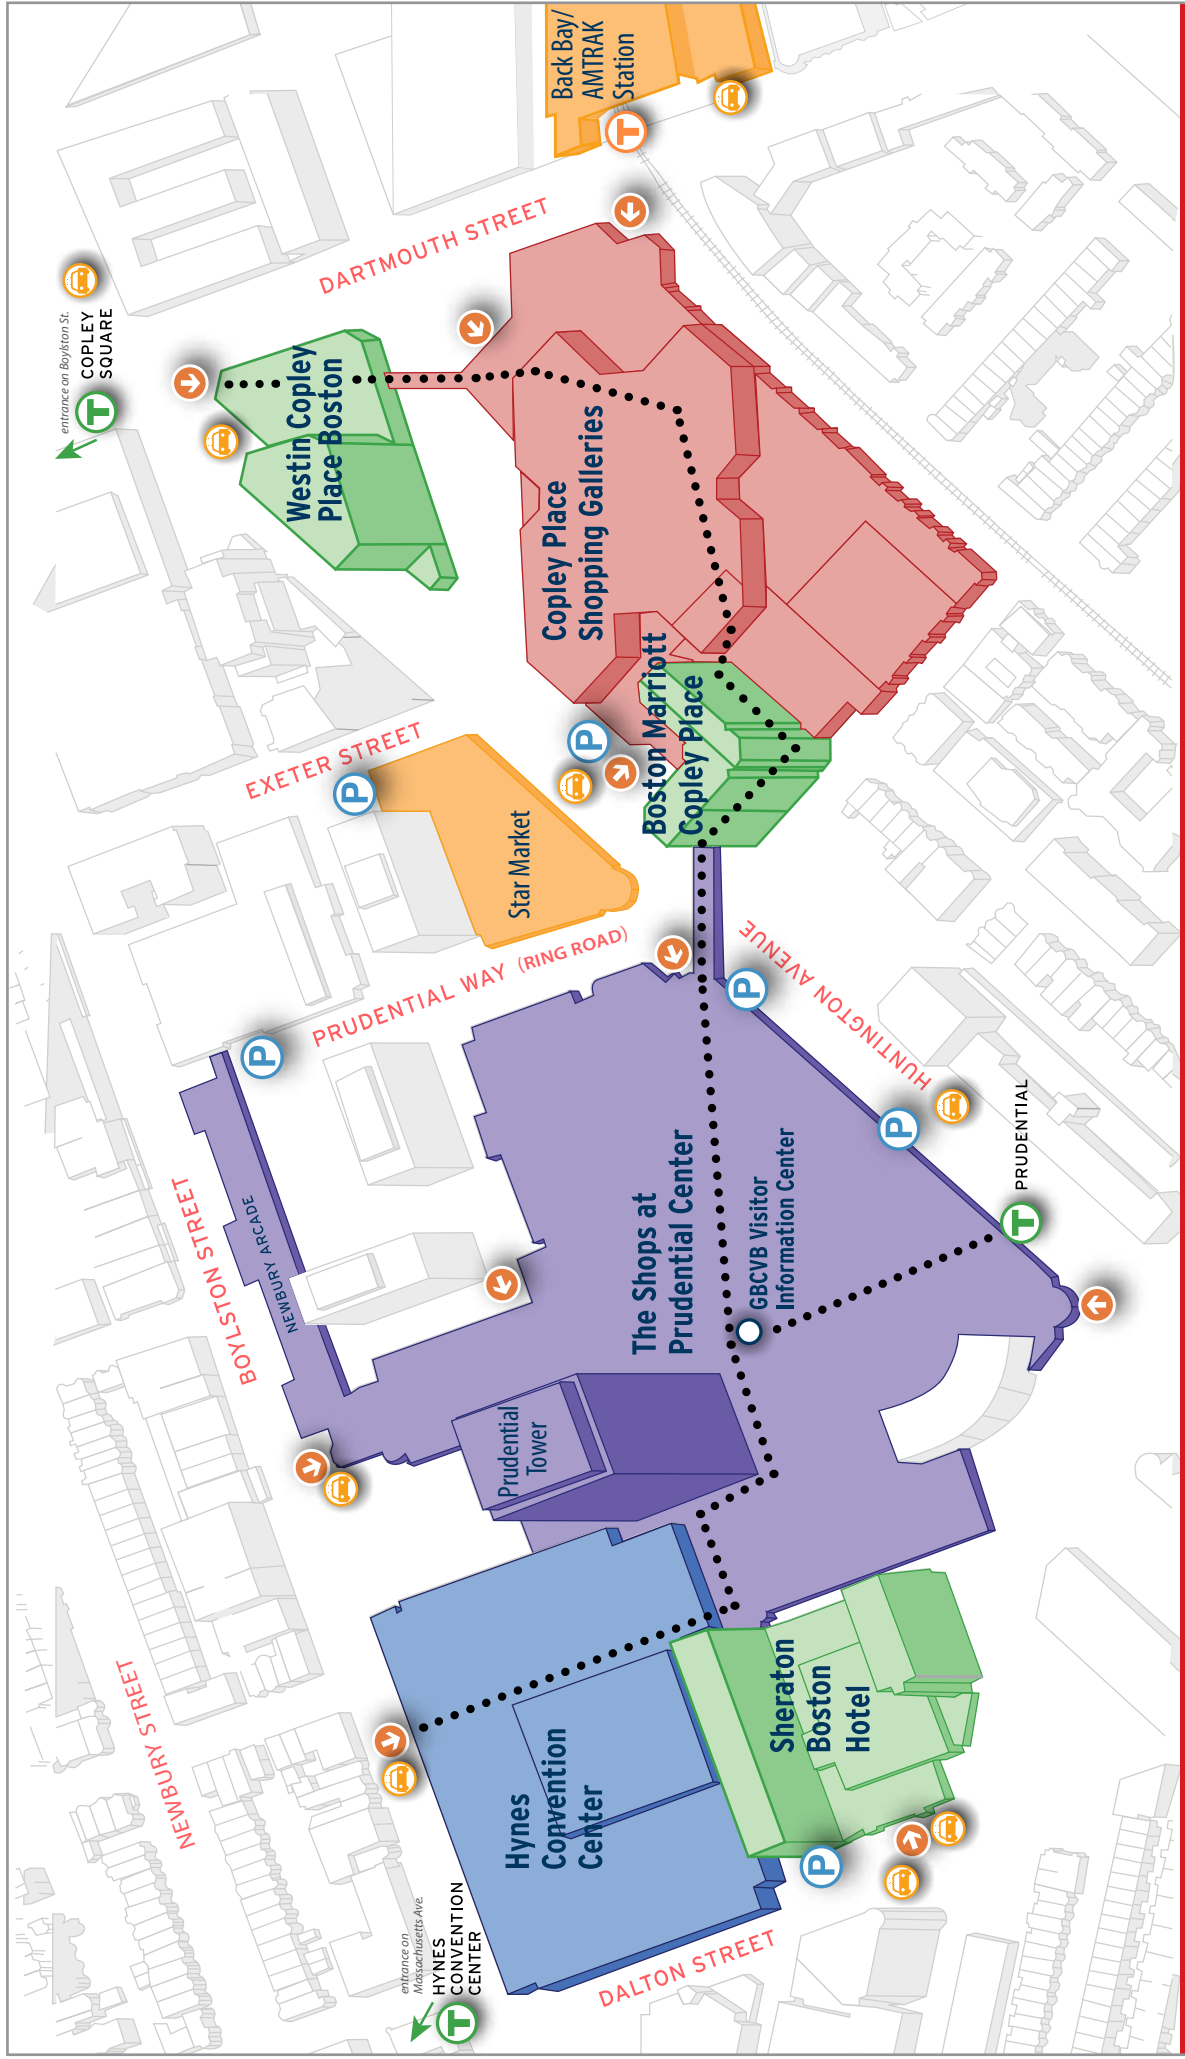 entrance on
Massachusetts Ave.
HYNES
CONVENTION
CENTER
T
NEWBURY STREET
BOYLSTON STREET
NEWBURY ARCADE
P
PRUDENTIAL WAY (RING ROAD)
EXETER STREET
P
entrance on Boylston St.
COPLEY
SQUARE
T
DARTMOUTH STREET
Westin Copley
Place Boston
Back Bay/
AMTRAK
Station
T
Copley Place
Shopping Galleries
Star Market
P
Boston Marriott
Copley Place
Prudential
Tower
The Shops at
Prudential Center
GBCVB Visitor
Information Center
Hynes
Convention
Center
DALTON STREET
Sheraton
Boston
Hotel
P
P
HUNTINGTON AVENUE
P
PRUDENTIAL
T